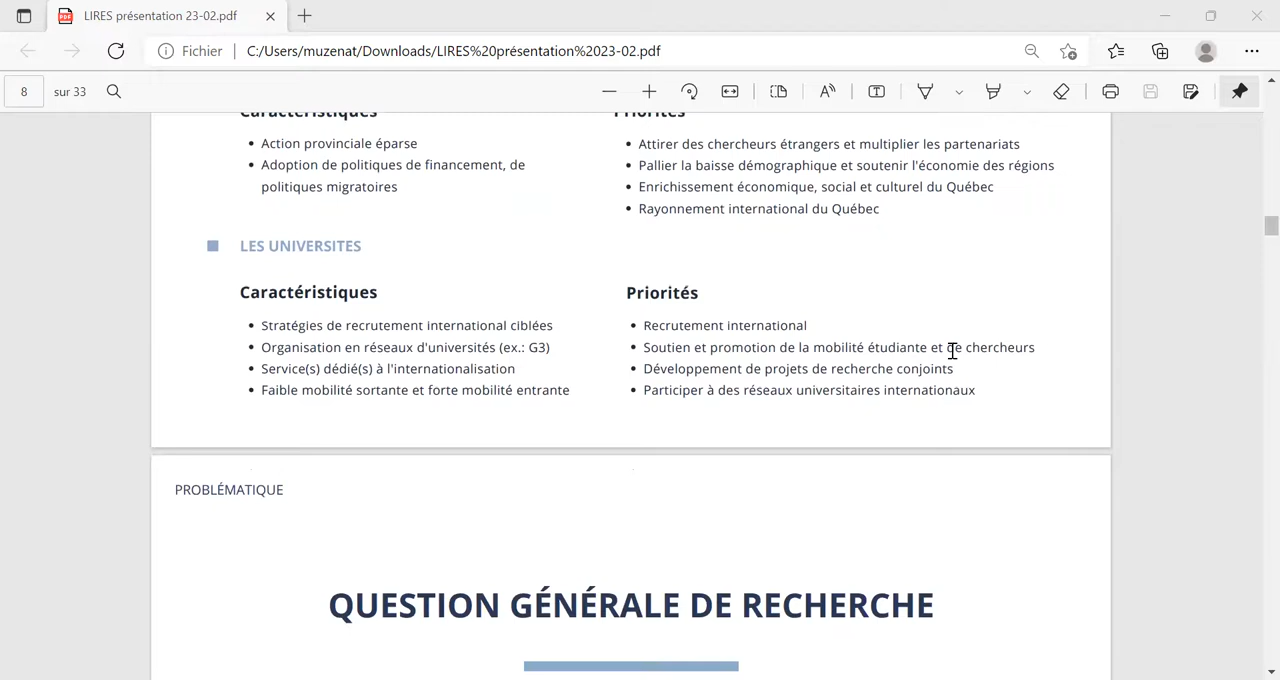 LIRES présentation 23-02.pdf
Fichier
C:/Users/muzenat/Downloads/LIRES%20présentation%2023-02.pdf
8 sur 33
Caractéristiques
Priorités
• Action provinciale éparse
• Adoption de politiques de financement, de
politiques migratoires
• Attirer des chercheurs étrangers et multiplier les partenariats
• Pallier la baisse démographique et soutenir l'économie des régions
• Enrichissement économique, social et culturel du Québec
• Rayonnement international du Québec
LES UNIVERSITES
Caractéristiques
• Stratégies de recrutement international ciblées
• Organisation en réseaux d'universités (ex.: G3)
• Service(s) dédié(s) à l'internationalisation
• Faible mobilité sortante et forte mobilité entrante
Priorités
• Recrutement international
• Soutien et promotion de la mobilité étudiante et de chercheurs
• Développement de projets de recherche conjoints
• Participer à des réseaux universitaires internationaux
PROBLÉMATIQUE
QUESTION GÉNÉRALE DE RECHERCHE